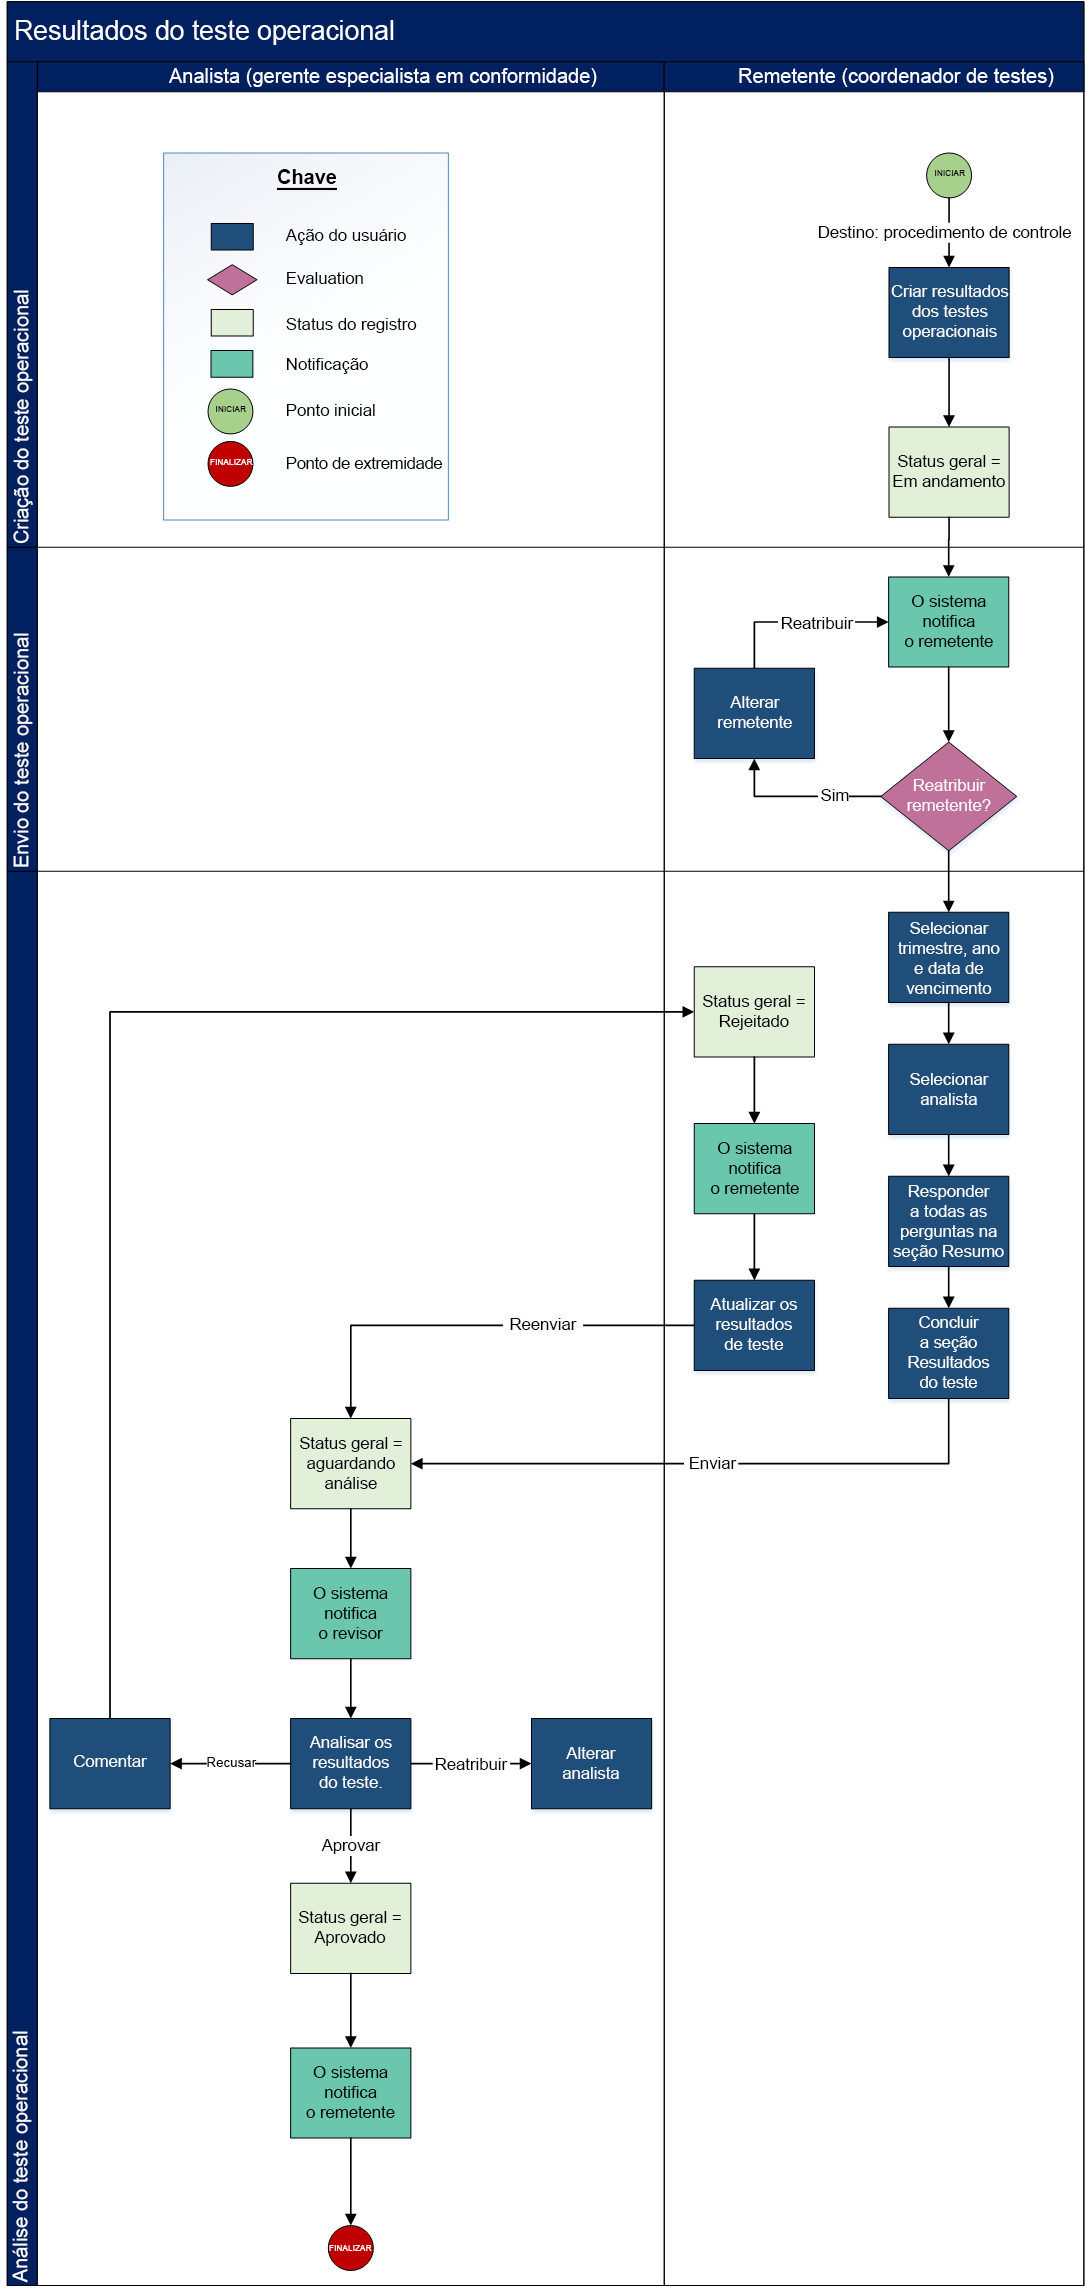 Resultados do teste operacional
Analista (gerente especialista em conformidade)
Remetente (coordenador de testes)
Criação do teste operacional
Chave
Ação do usuário
Evaluation
Status do registro
Notificação
INICIAR
Ponto inicial
FINALIZAR
Ponto de extremidade
INICIAR
Destino: procedimento de controle
Criar resultados
dos testes
operacionais
Status geral =
Em andamento
Envio do teste operacional
O sistema
notifica
o remetente
Reatribuir
Alterar
remetente
Sim
Reatribuir
remetente?
Análise do teste operacional
Selecionar
trimestre, ano
e data de
vencimento
Selecionar
analista
Responder
a todas as
perguntas na
seção Resumo
Concluir
a seção
Resultados
do teste
Status geral =
Rejeitado
O sistema
notifica
o remetente
Atualizar os
resultados
de teste
Reenviar
Enviar
Status geral =
aguardando
análise
O sistema
notifica
o revisor
Comentar
Recusar
Analisar os
resultados
do teste.
Reatribuir
Alterar
analista
Aprovar
Status geral =
Aprovado
O sistema
notifica
o remetente
FINALIZAR